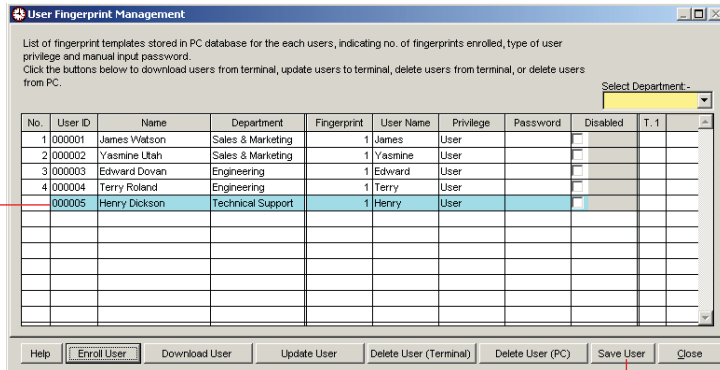 User Fingerprint Management
List of fingerprint templates stored in PC database for the each users, indicating no. of fingerprints enrolled, type of user
privilege and manual input password.
Click the buttons below to download users from terminal, update users to terminal, delete users from terminal, or delete users
from PC.
Select Department:-
No. User ID Name Department Fingerprint User Name Privilege Password Disabled T. 1
1 000001 James Watson Sales & Marketing 1 James User
2 000002 Yasmine Utah Sales & Marketing 1 Yasmine User
3 000003 Edward Dovan Engineering 1 Edward User
4 000004 Terry Roland Engineering 1 Terry User
000005 Henry Dickson Technical Support 1 Henry User
Help Enroll User Download User Update User Delete User (Terminal) Delete User (PC) Save User Close